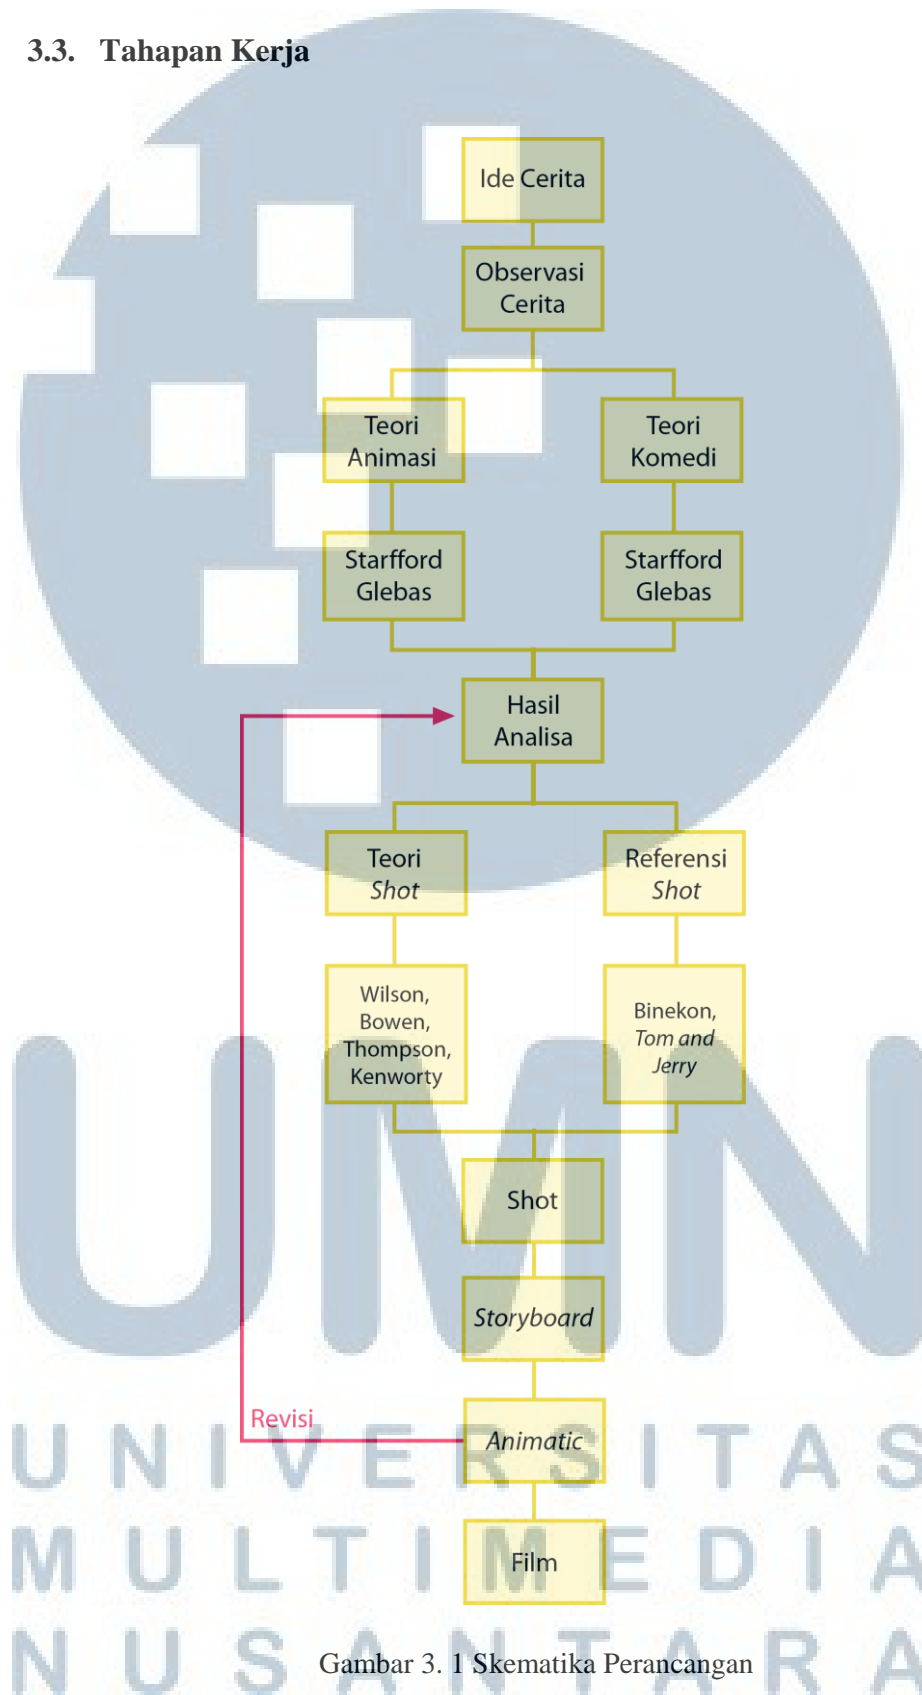 3.3. Tahapan Kerja
Ide Cerita
Observasi
Cerita
Teori
Animasi
Teori
Komedi
Starfford
Glebas
Starfford
Glebas
Hasil
Analisa
Teori
Shot
Referensi
Shot
Wilson,
Bowen,
Thompson,
Kenworty
Binekon,
Tom and
Jerry
Shot
Storyboard
Revisi
Animatic
Film
Gambar 3. 1 Skematika Perancangan
UMN
UNIVERSITAS
MULTIMEDIA
NUSANTARA